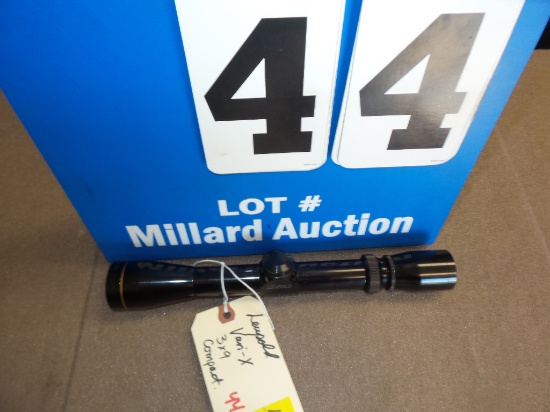 44
LOT #
Millard Auction
Leupold
Vari-X
3x9
Compact.
44